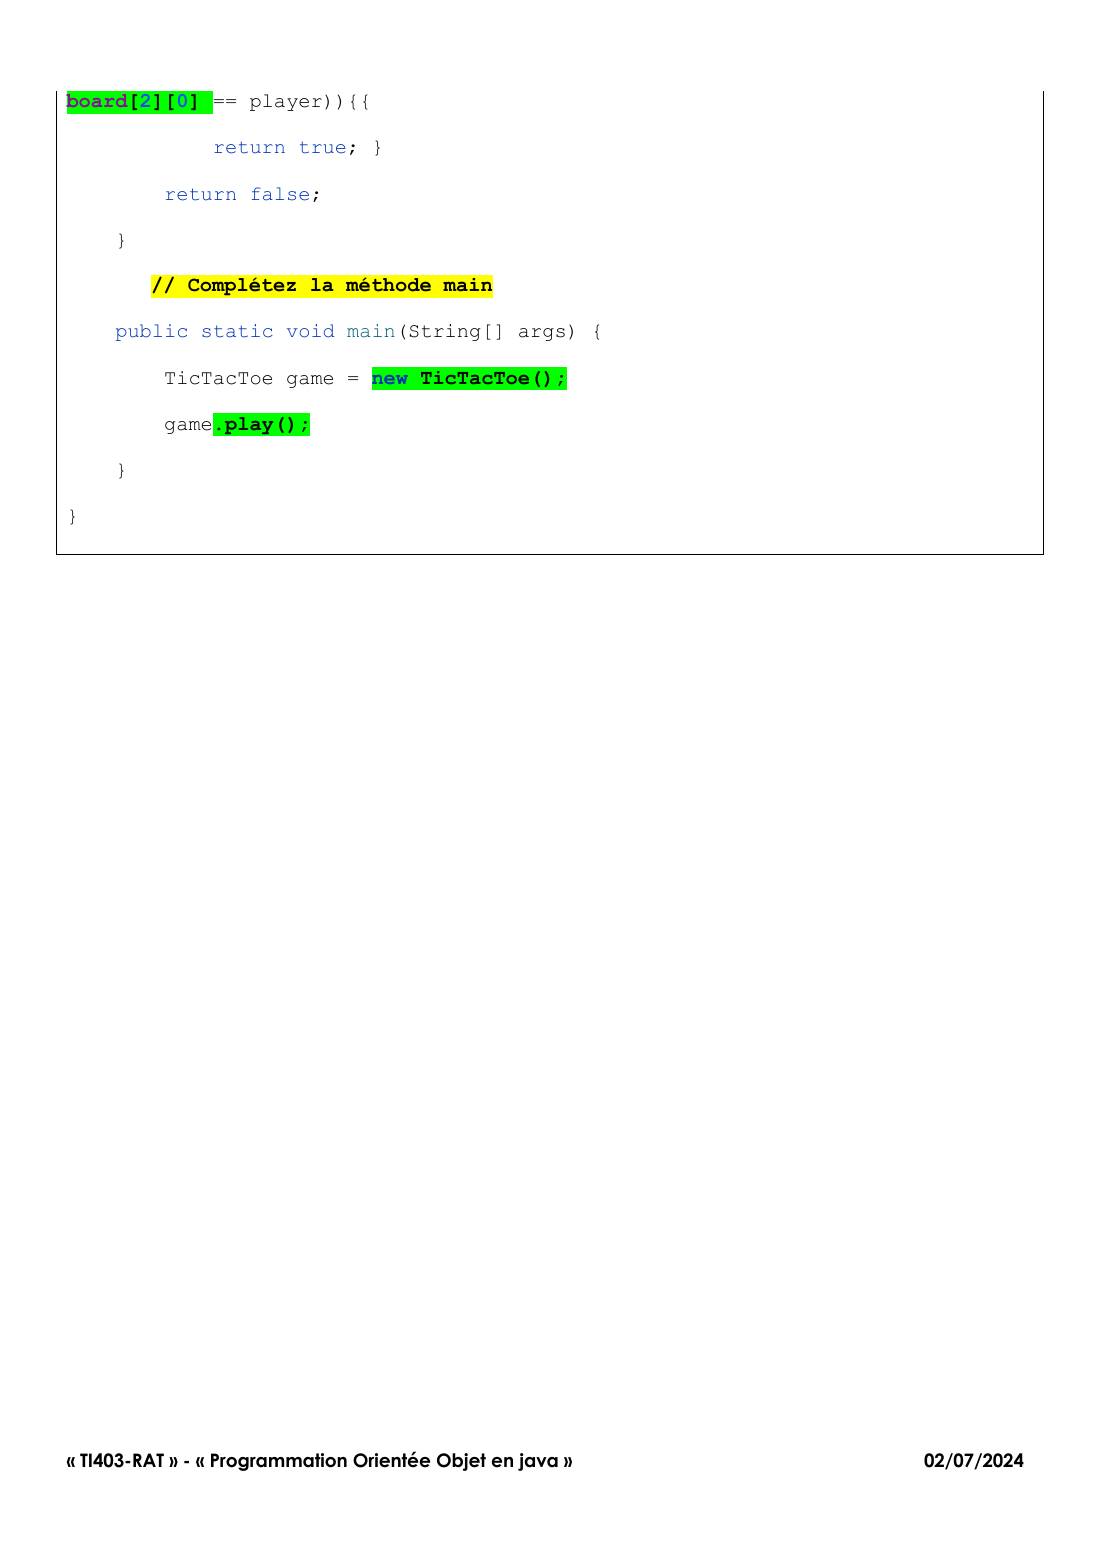 board[2][0] == player)){{
            return true; }
        return false;
    }
       // Complétez la méthode main
    public static void main(String[] args) {
        TicTacToe game = new TicTacToe();
        game.play();
    }
}
« TI403-RAT » - « Programmation Orientée Objet en java » 02/07/2024